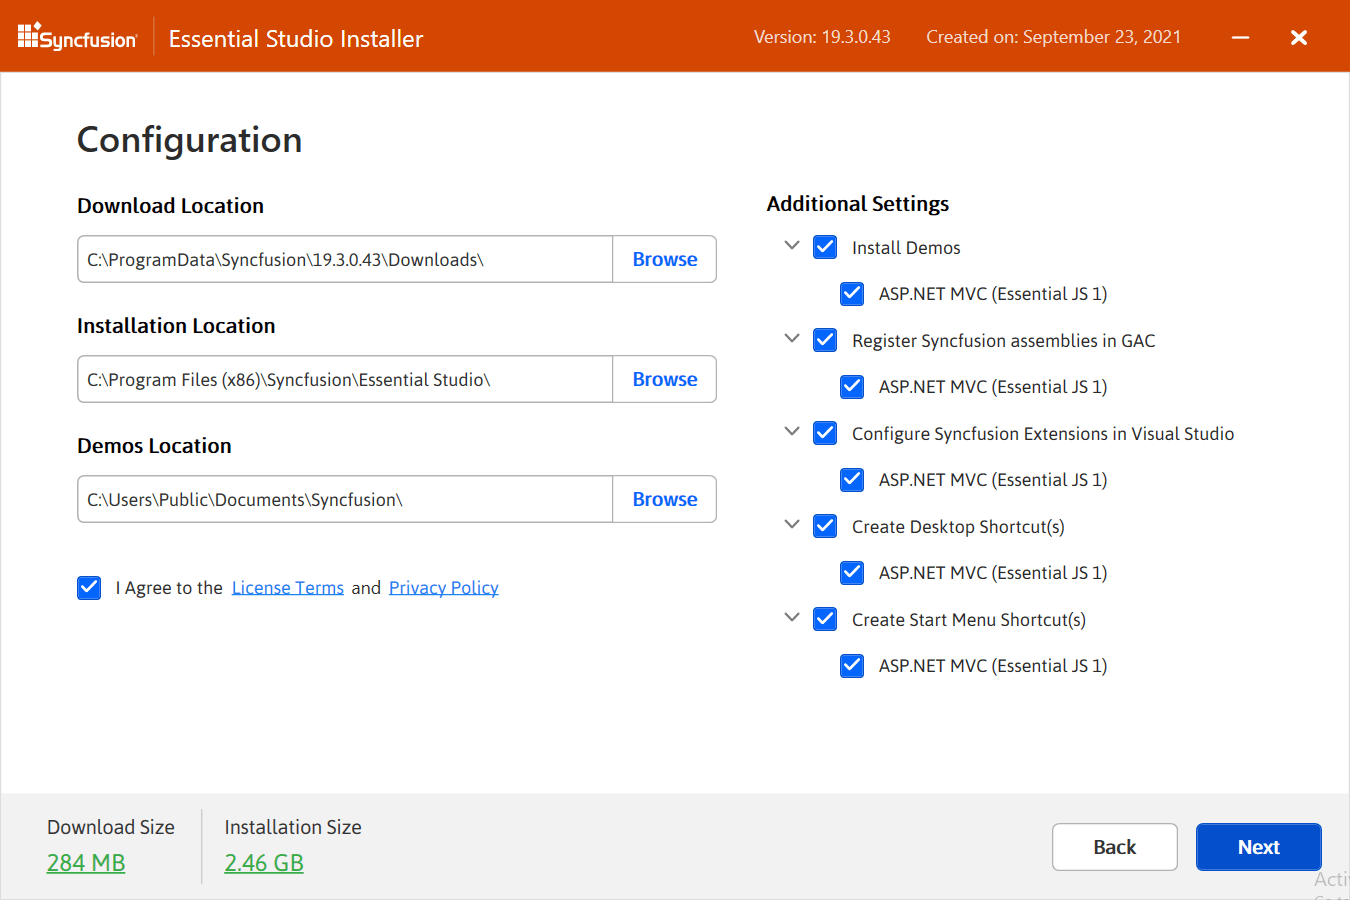 Syncfusion
Essential Studio Installer
Version: 19.3.0.43
Created on: September 23, 2021
Configuration
Download Location
C:\ProgramData\Syncfusion\19.3.0.43\Downloads\
Browse
Installation Location
C:\Program Files (x86)\Syncfusion\Essential Studio\
Browse
Demos Location
C:\Users\Public\Documents\Syncfusion\
Browse
I Agree to the License Terms and Privacy Policy
Additional Settings
Install Demos
ASP.NET MVC (Essential JS 1)
Register Syncfusion assemblies in GAC
ASP.NET MVC (Essential JS 1)
Configure Syncfusion Extensions in Visual Studio
ASP.NET MVC (Essential JS 1)
Create Desktop Shortcut(s)
ASP.NET MVC (Essential JS 1)
Create Start Menu Shortcut(s)
ASP.NET MVC (Essential JS 1)
Download Size
284 MB
Installation Size
2.46 GB
Back
Next
Acti